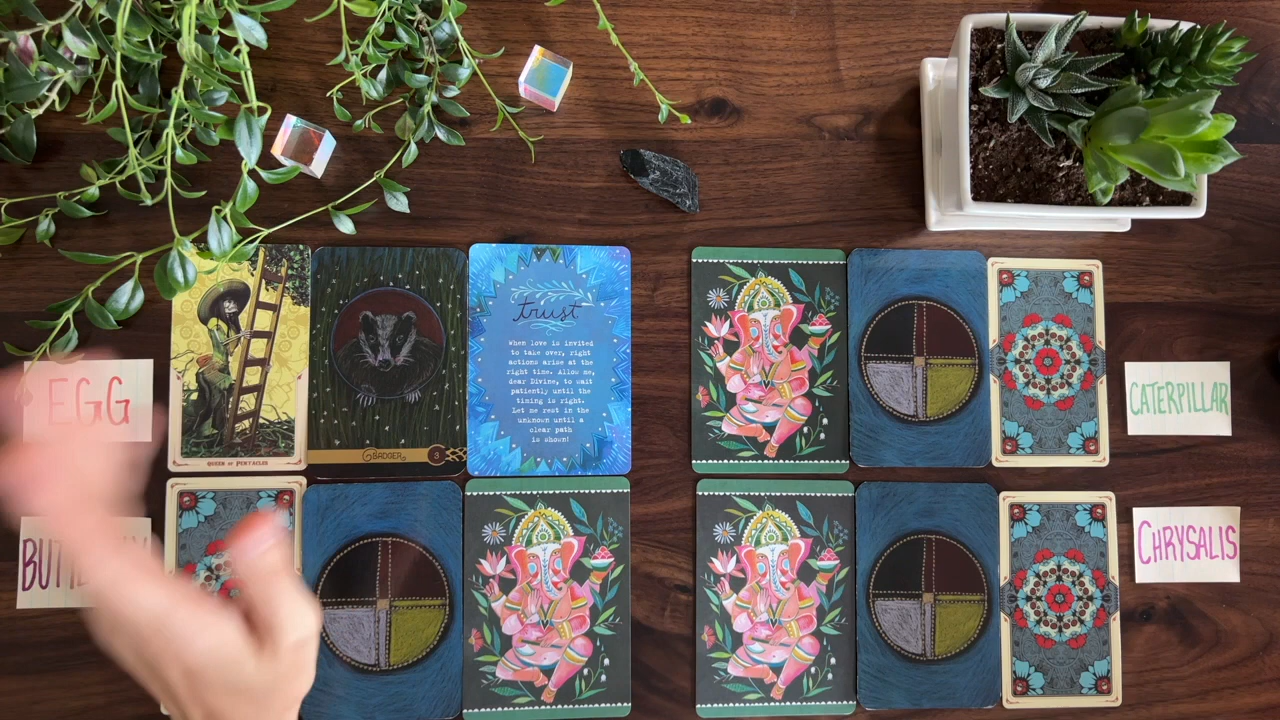 EGG
QUEEN OF PENTACLES
BADGER
3
trust
When love is invited
to take over, right
actions arise at the
right time. Allow me,
dear Divine, to wait
patiently until the
timing is right.
Let me rest in the
unknown until a
clear path
is shown!
CATERPILLAR
CHRYSALIS